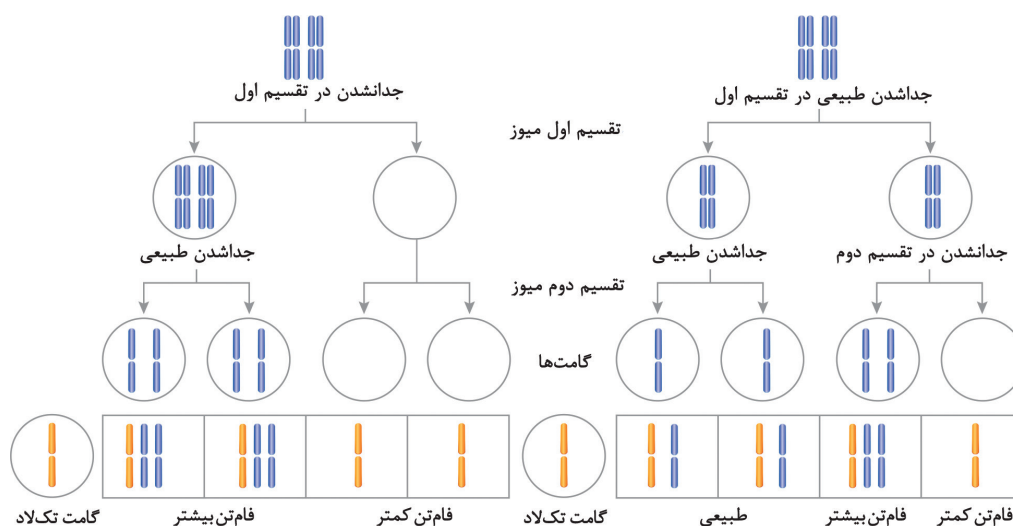 جداشدن طبیعی در تقسیم اول
جدانشدن در تقسیم اول
تقسیم اول میوز
جدانشدن در تقسیم دوم
جداشدن طبیعی
جداشدن طبیعی
تقسیم دوم میوز
گامت‌ها
فام‌تن کمتر
فام‌تن بیشتر
طبیعی
گامت تک‌لاد
فام‌تن کمتر
فام‌تن بیشتر
گامت تک‌لاد